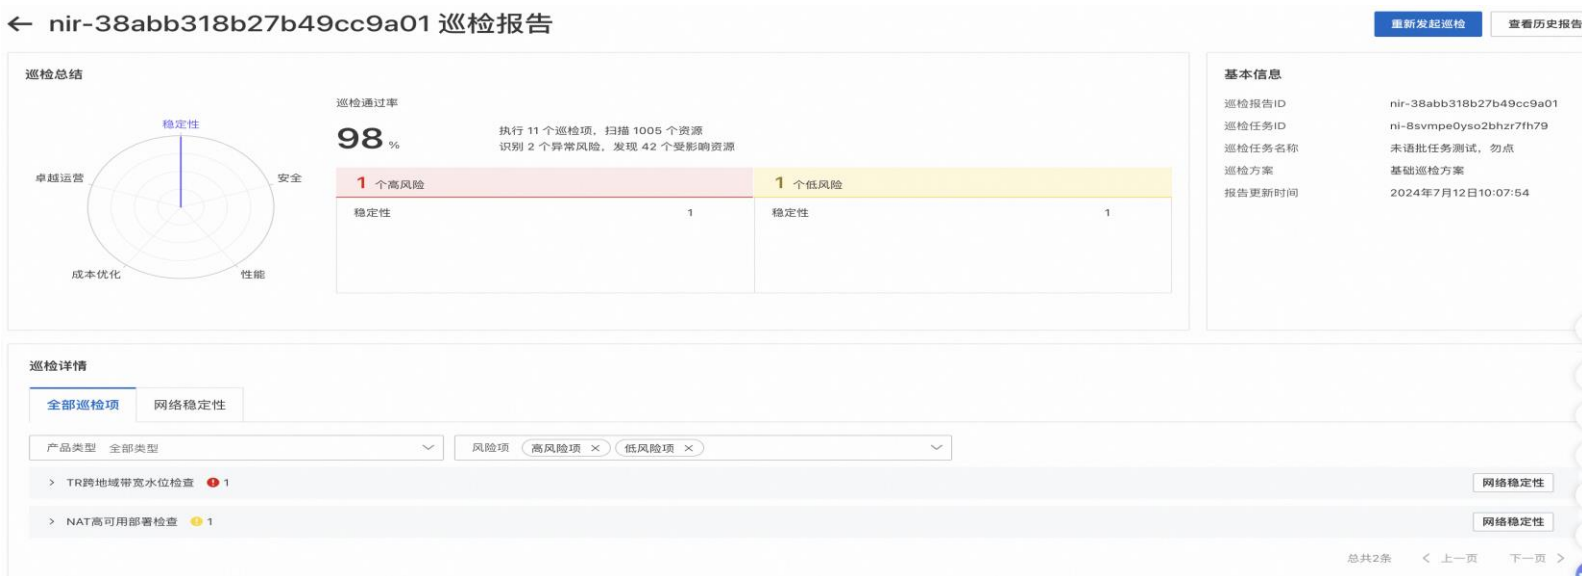 ← nir-38abb318b27b49cc9a01 巡检报告
重新发起巡检
查看历史报告
巡检总结
稳定性
卓越运营
安全
成本优化
性能
巡检通过率
98 %
执行 11 个巡检项，扫描 1005 个资源
识别 2 个异常风险，发现 42 个受影响资源
1 个高风险
1 个低风险
稳定性 1
稳定性 1
基本信息
巡检报告ID nir-38abb318b27b49cc9a01
巡检任务ID ni-8svmpe0yso2bhzr7fh79
巡检任务名称 未语批任务测试，勿点
巡检方案 基础巡检方案
报告更新时间 2024年7月12日10:07:54
巡检详情
全部巡检项 网络稳定性
产品类型 全部类型
风险项 高风险项 × 低风险项 ×
> TR跨地域带宽水位检查 1 网络稳定性
> NAT高可用部署检查 1 网络稳定性
总共2条 < 上一页 下一页 >